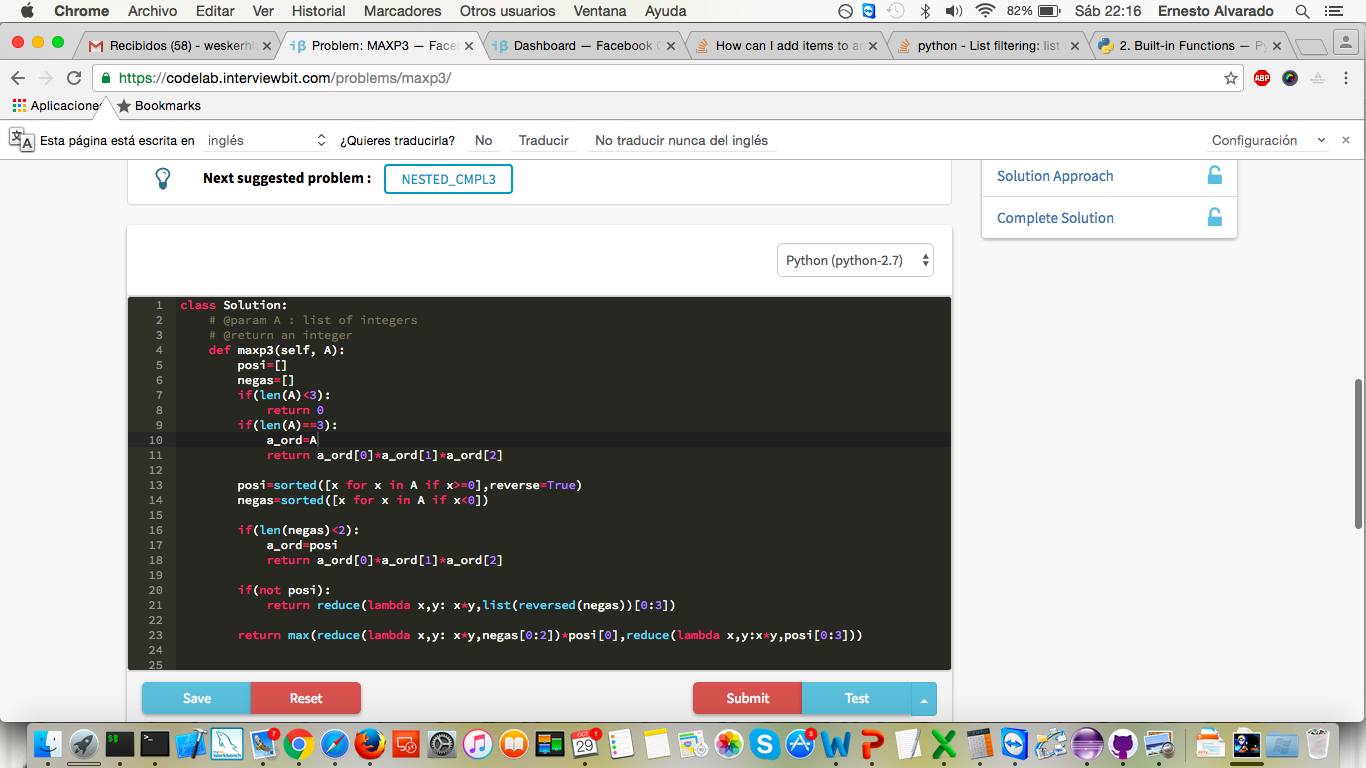 Chrome Archivo Editar Ver Historial Marcadores Otros usuarios Ventana Ayuda 82% Sáb 22:16 Ernesto Alvarado
Recibidos (58) - weskerhl Problem: MAXP3 — Face Dashboard — Facebook How can I add items to a python - List filtering: list 2. Built-in Functions — P
https://codelab.interviewbit.com/problems/maxp3/ ABP
Aplicacione Bookmarks
Esta página está escrita en inglés ¿Quieres traducirla? No Traducir No traducir nunca del inglés Configuración
Next suggested problem : NESTED_CMPL3
Solution Approach
Complete Solution
Python (python-2.7)
1 class Solution:
2 # @param A : list of integers
3 # @return an integer
4 def maxp3(self, A):
5 posi=[]
6 negas=[]
7 if(len(A)<3):
8 return 0
9 if(len(A)==3):
10 a_ord=A
11 return a_ord[0]*a_ord[1]*a_ord[2]
12
13 posi=sorted([x for x in A if x>=0],reverse=True)
14 negas=sorted([x for x in A if x<0])
15
16 if(len(negas)<2):
17 a_ord=posi
18 return a_ord[0]*a_ord[1]*a_ord[2]
19
20 if(not posi):
21 return reduce(lambda x,y: x*y,list(reversed(negas))[0:3])
22
23 return max(reduce(lambda x,y: x*y,negas[0:2])*posi[0],reduce(lambda x,y:x*y,posi[0:3]))
24
25
Save Reset Submit Test
7 OCT 29 1 3